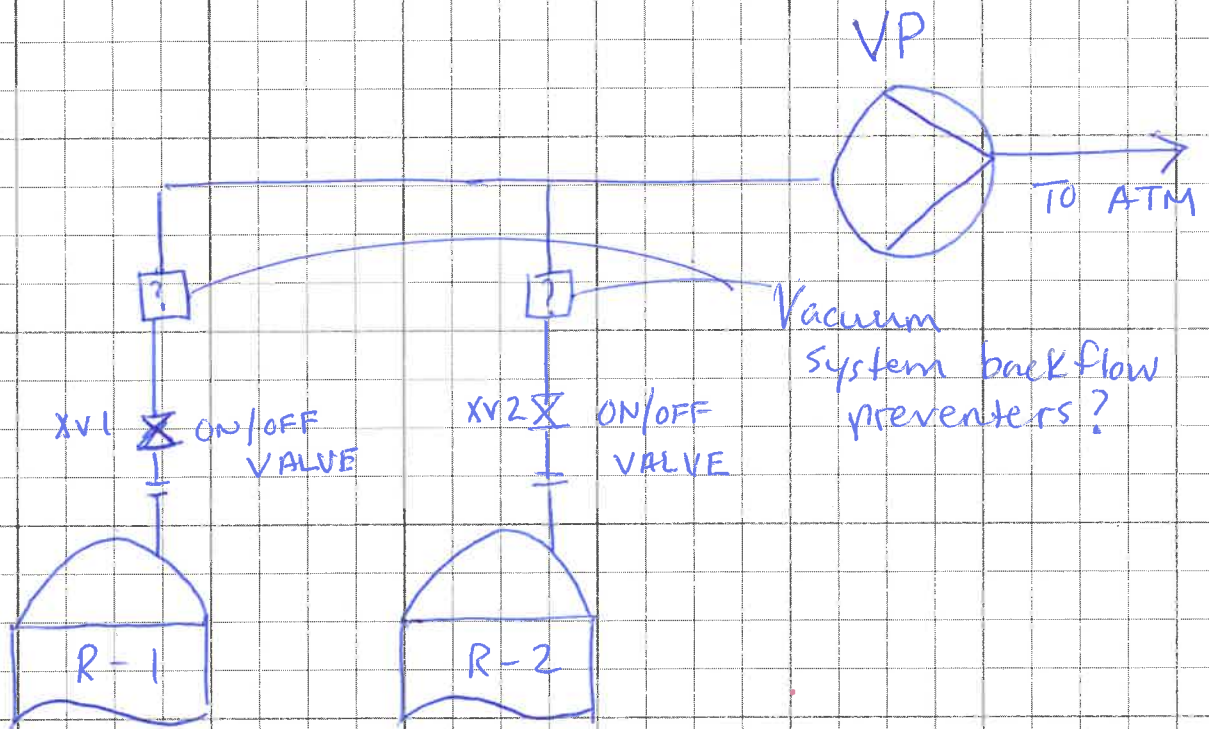 VP
TO ATM
?
?
Vacuum
system backflow
preventers?
XV1
ON/OFF
VALVE
XV2
ON/OFF
VALVE
R-1
R-2